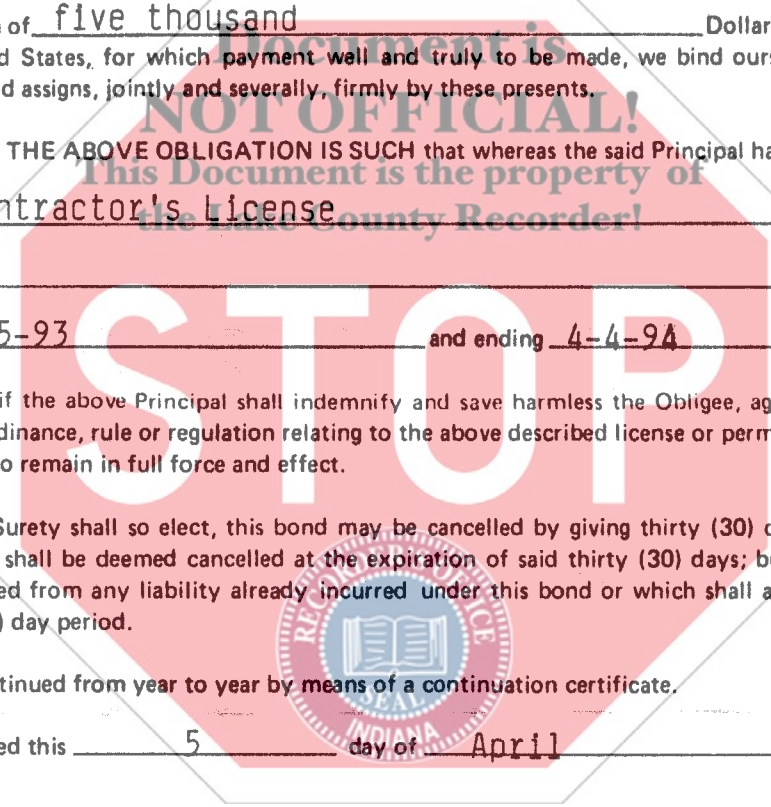 of five thousand Dollar
d States, for which payment well and truly to be made, we bind ours
d assigns, jointly and severally, firmly by these presents.
THE ABOVE OBLIGATION IS SUCH that whereas the said Principal ha
ntractor's License
5-93 and ending 4-4-94
if the above Principal shall indemnify and save harmless the Obligee, ag
dinance, rule or regulation relating to the above described license or perm
o remain in full force and effect.
Surety shall so elect, this bond may be cancelled by giving thirty (30) d
shall be deemed cancelled at the expiration of said thirty (30) days; bu
ed from any liability already incurred under this bond or which shall a
) day period.
tinued from year to year by means of a continuation certificate.
ed this 5 day of April
Document is
NOT OFFICIAL!
This Document is the property of
the Lake County Recorder!
STOP
RECORDER'S OFFICE
SEAL
INDIANA